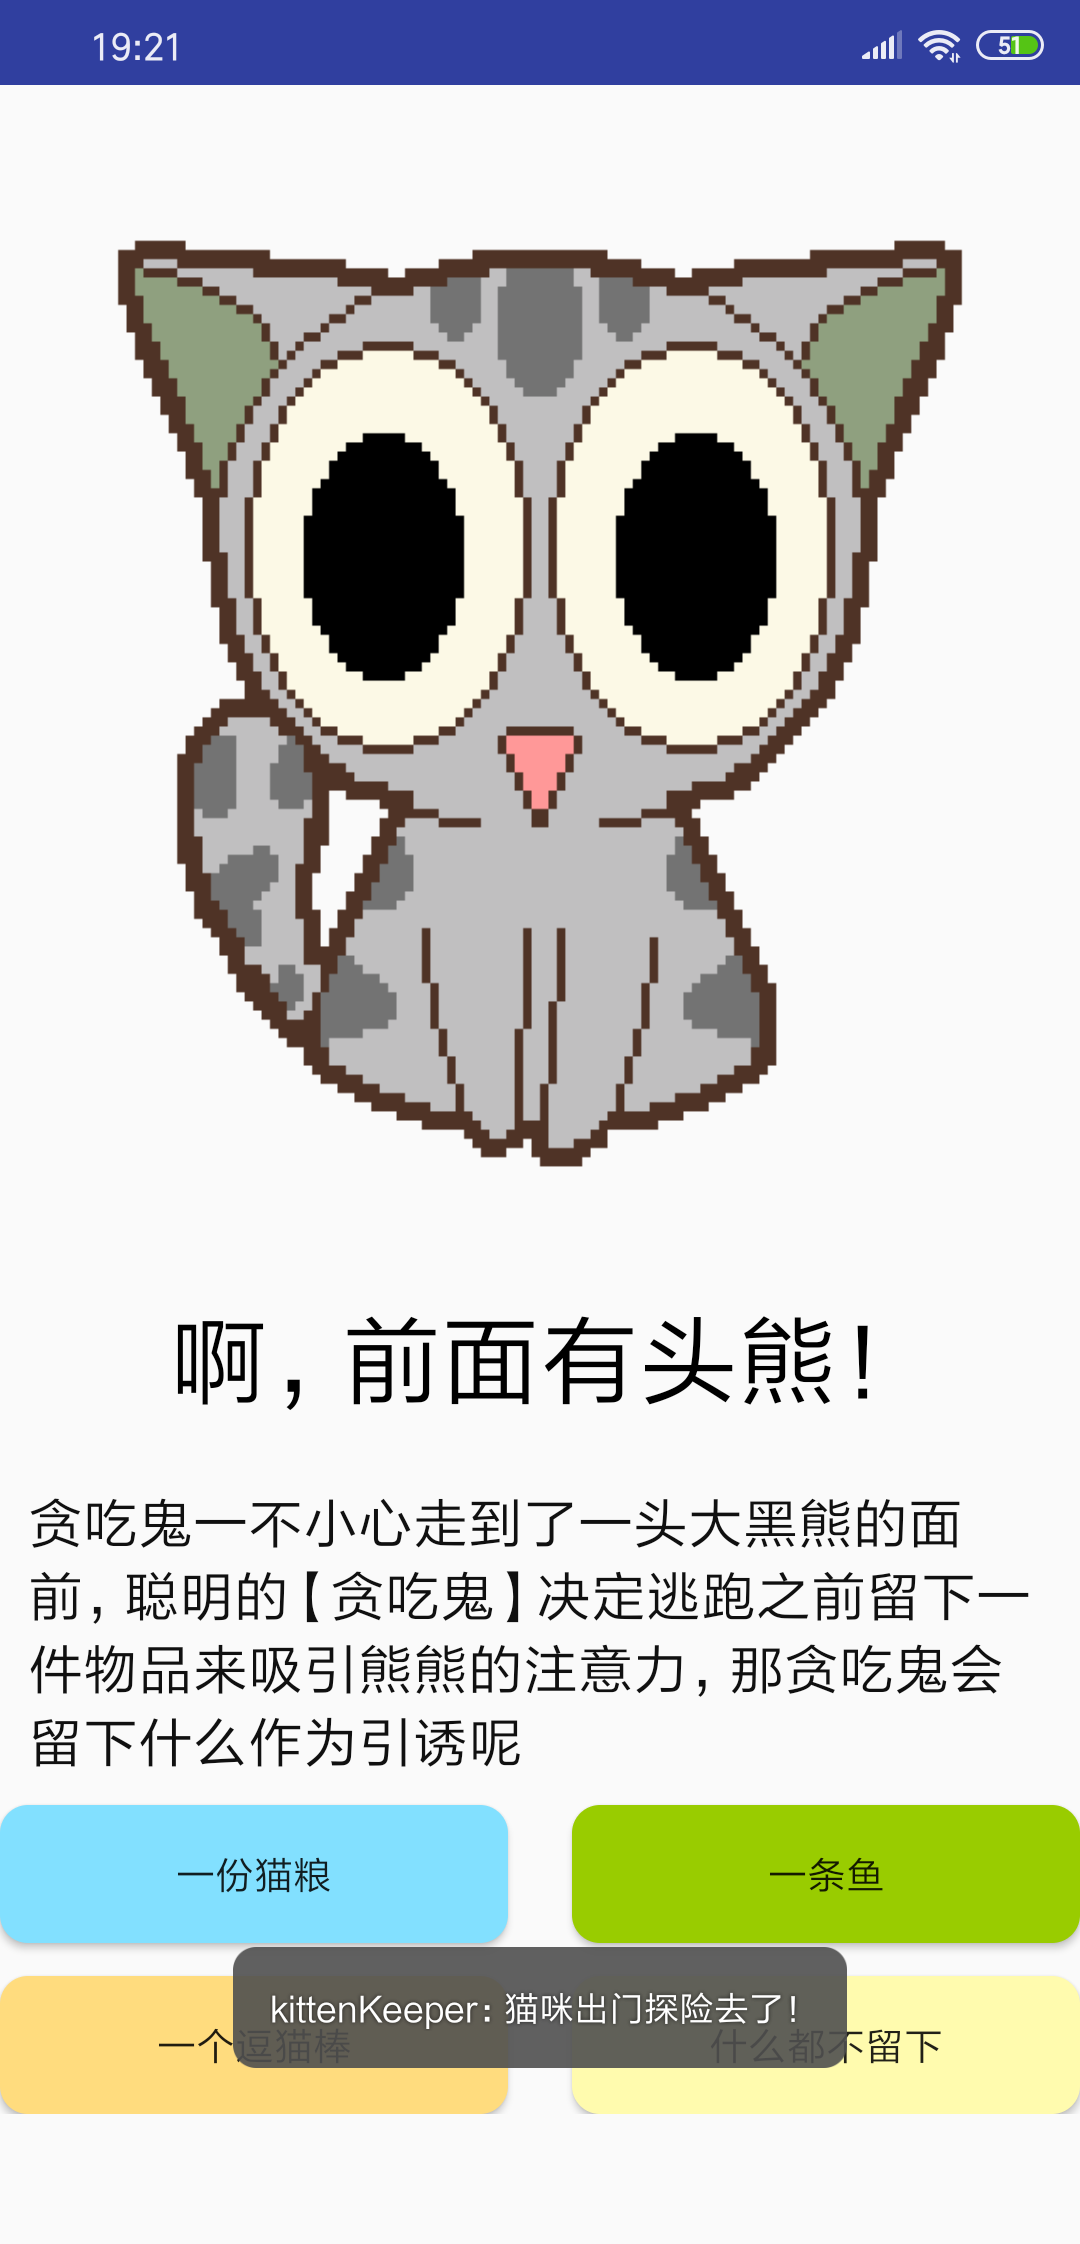 19:21
51
啊，前面有头熊！
贪吃鬼一不小心走到了一头大黑熊的面
前，聪明的【贪吃鬼】决定逃跑之前留下一
件物品来吸引熊熊的注意力，那贪吃鬼会
留下什么作为引诱呢
一份猫粮
一条鱼
kittenKeeper：猫咪出门探险去了！
一个逗猫棒
什么都不留下